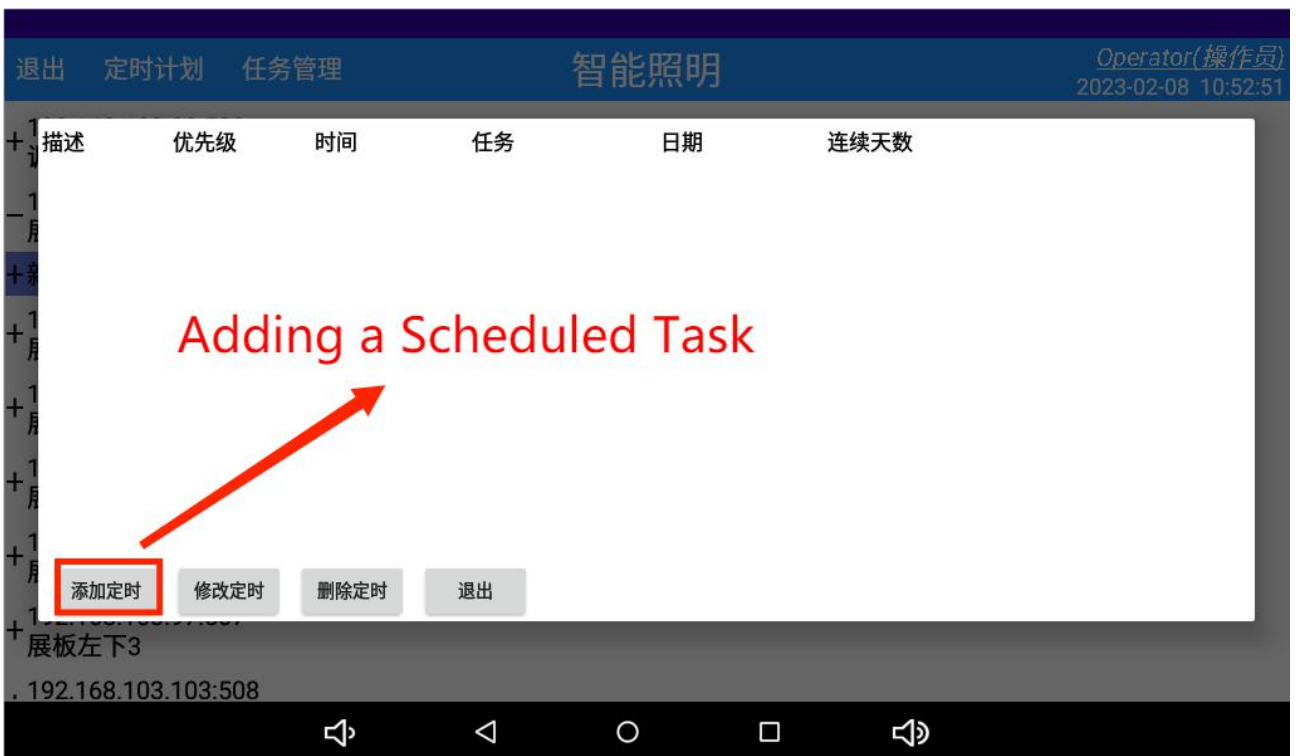 退出 定时计划 任务管理 智能照明 Operator(操作员)
2023-02-08 10:52:51
描述 优先级 时间 任务 日期 连续天数
Adding a Scheduled Task
添加定时 修改定时 删除定时 退出
展板左下3
192.168.103.103:508